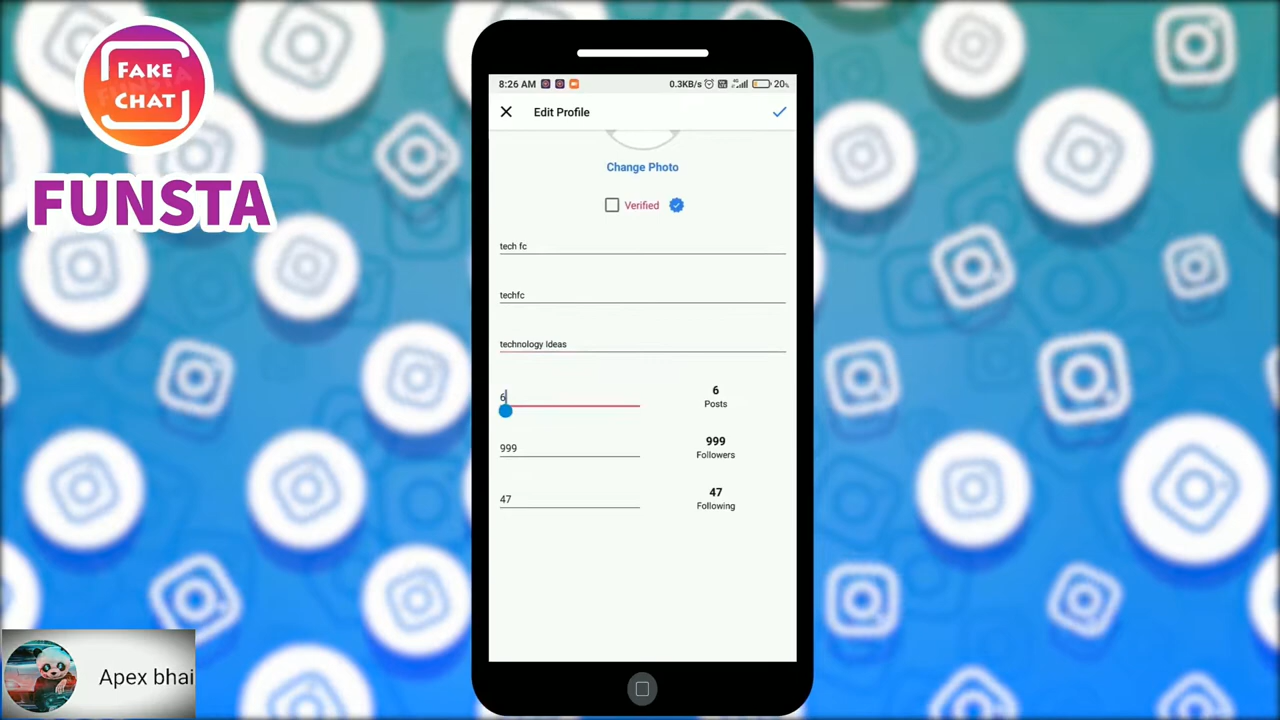 FAKE
CHAT
FUNSTA
8:26 AM 0.3KB/s 20%
Edit Profile
Change Photo
Verified
tech fc
techfc
technology Ideas
6
6
Posts
999
999
Followers
47
47
Following
Apex bhai